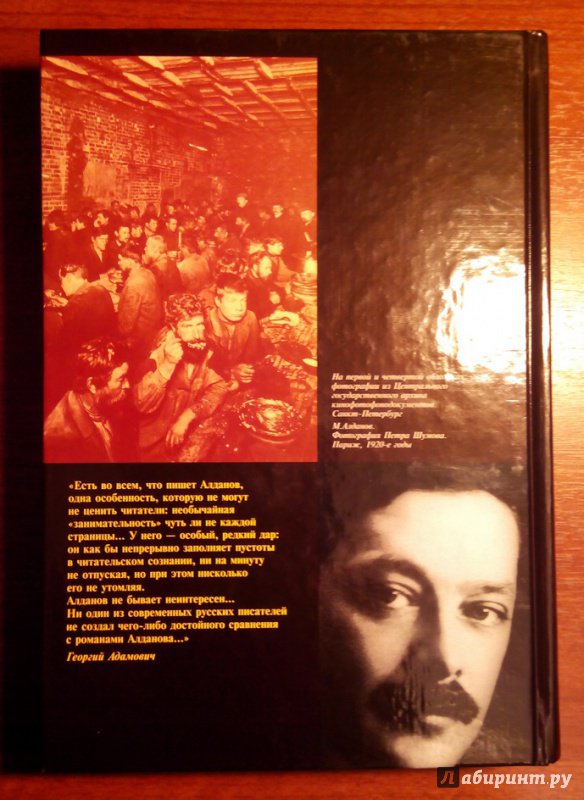 На первой и четвертой
фотографии из Центрального
государственного архива
кинофотофонодокументов.
Санкт-Петербург
М.Алданов.
Фотография Петра Шумова.
Париж, 1920-е годы
«Есть во всем, что пишет Алданов,
одна особенность, которую не могут
не ценить читатели: необычайная
«занимательность» чуть ли не каждой
страницы... У него — особый, редкий дар:
он как бы непрерывно заполняет пустоты
в читательском сознании, ни на минуту
не отпуская, но при этом нисколько
его не утомляя.
Алданов не бывает неинтересен...
Ни один из современных русских писателей
не создал чего-либо достойного сравнения
с романами Алданова...»
Георгий Адамович
Лабиринт.ру